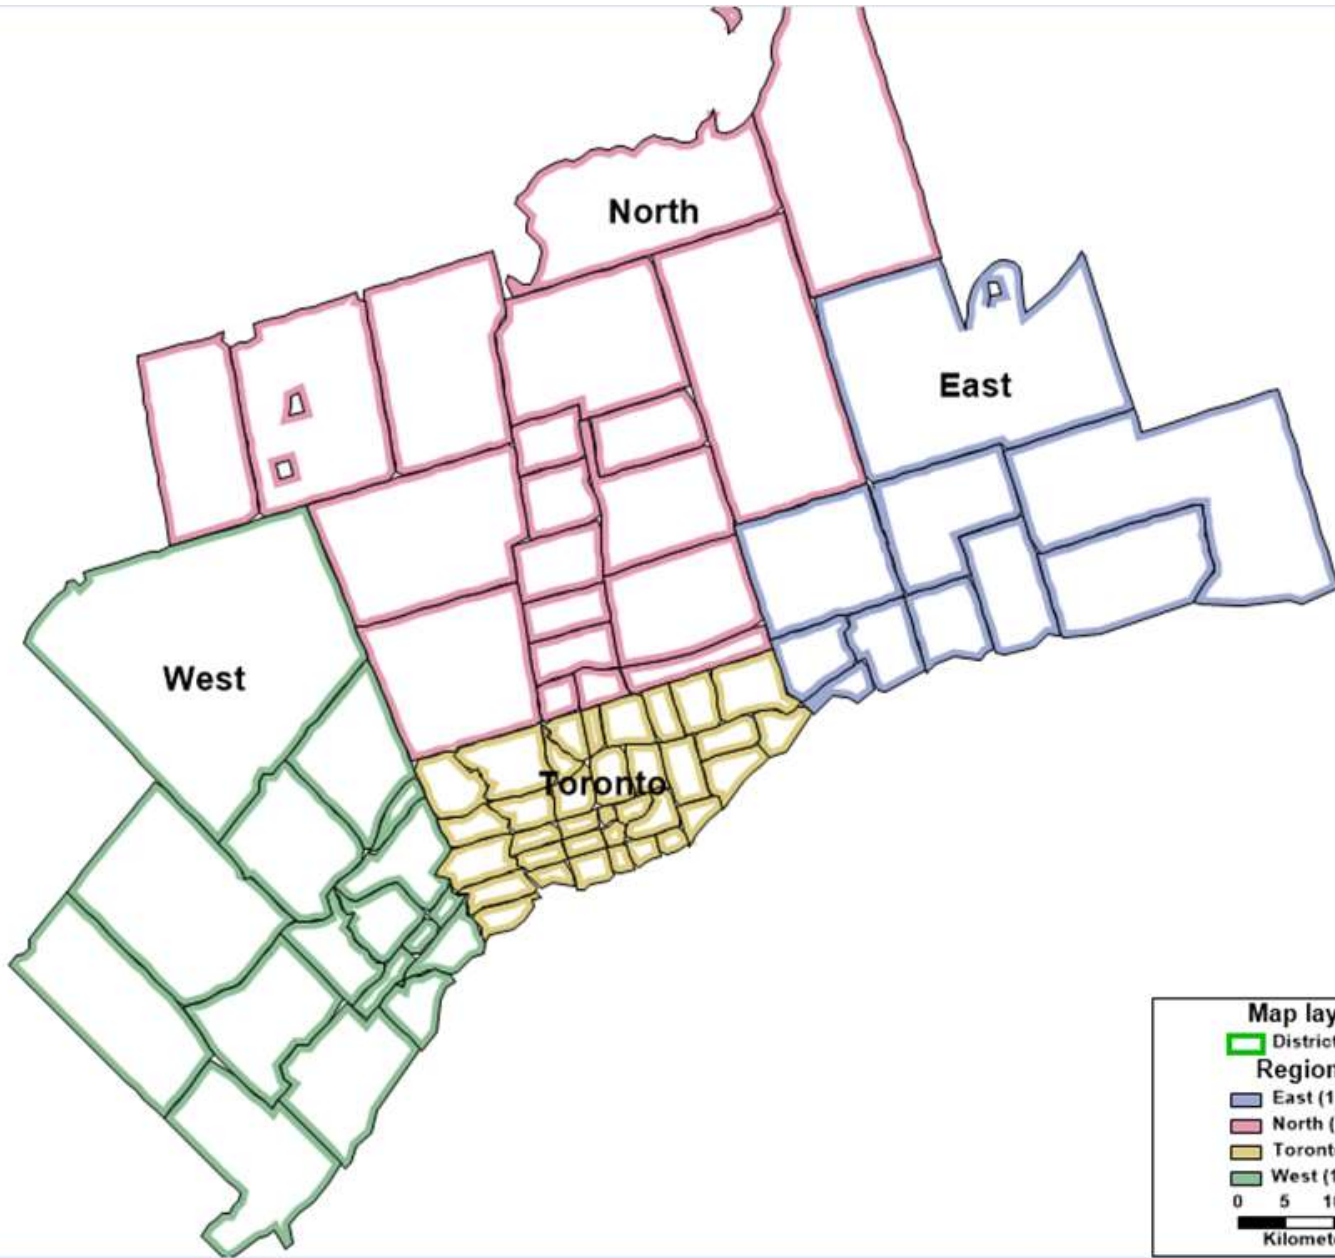 North
East
West
Toronto
Map lay
District
Region
East (1
North (
Toront
West (1
0 5 1
Kilomet